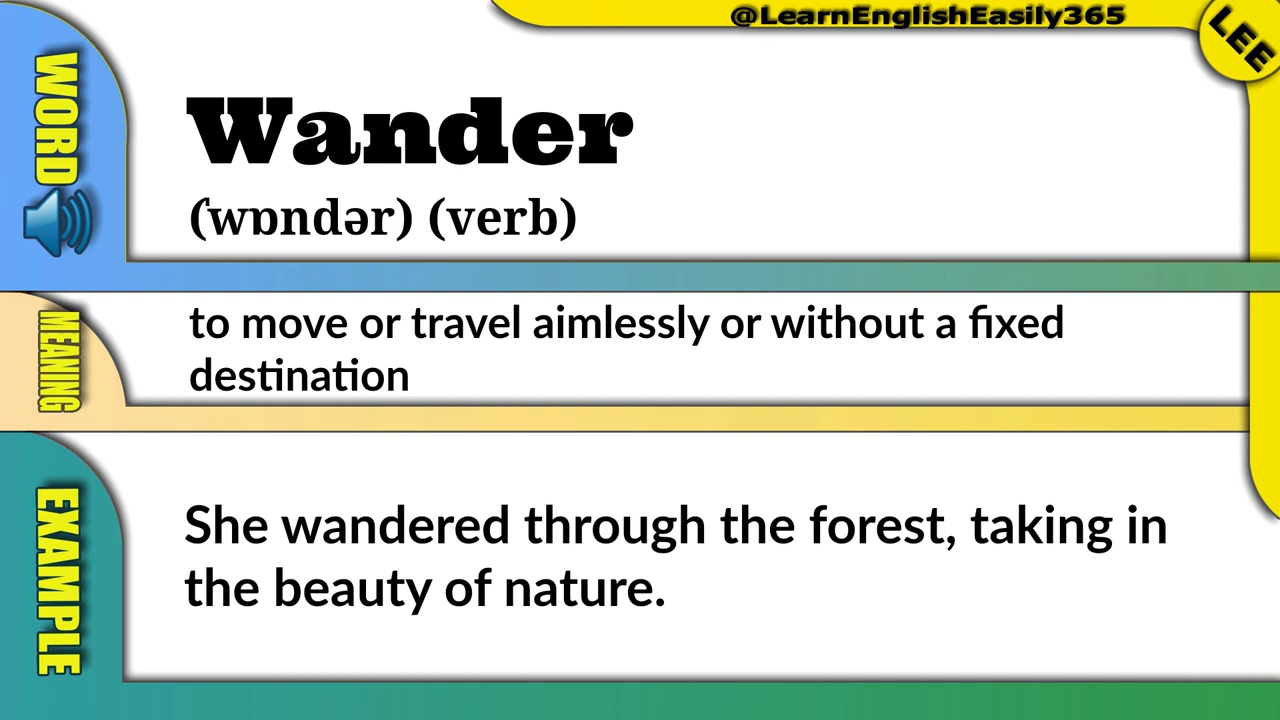 @LearnEnglishEasily365
LEE
WORD
Wander
(ˈwɒndər) (verb)
MEANING
to move or travel aimlessly or without a fixed
destination
EXAMPLE
She wandered through the forest, taking in
the beauty of nature.